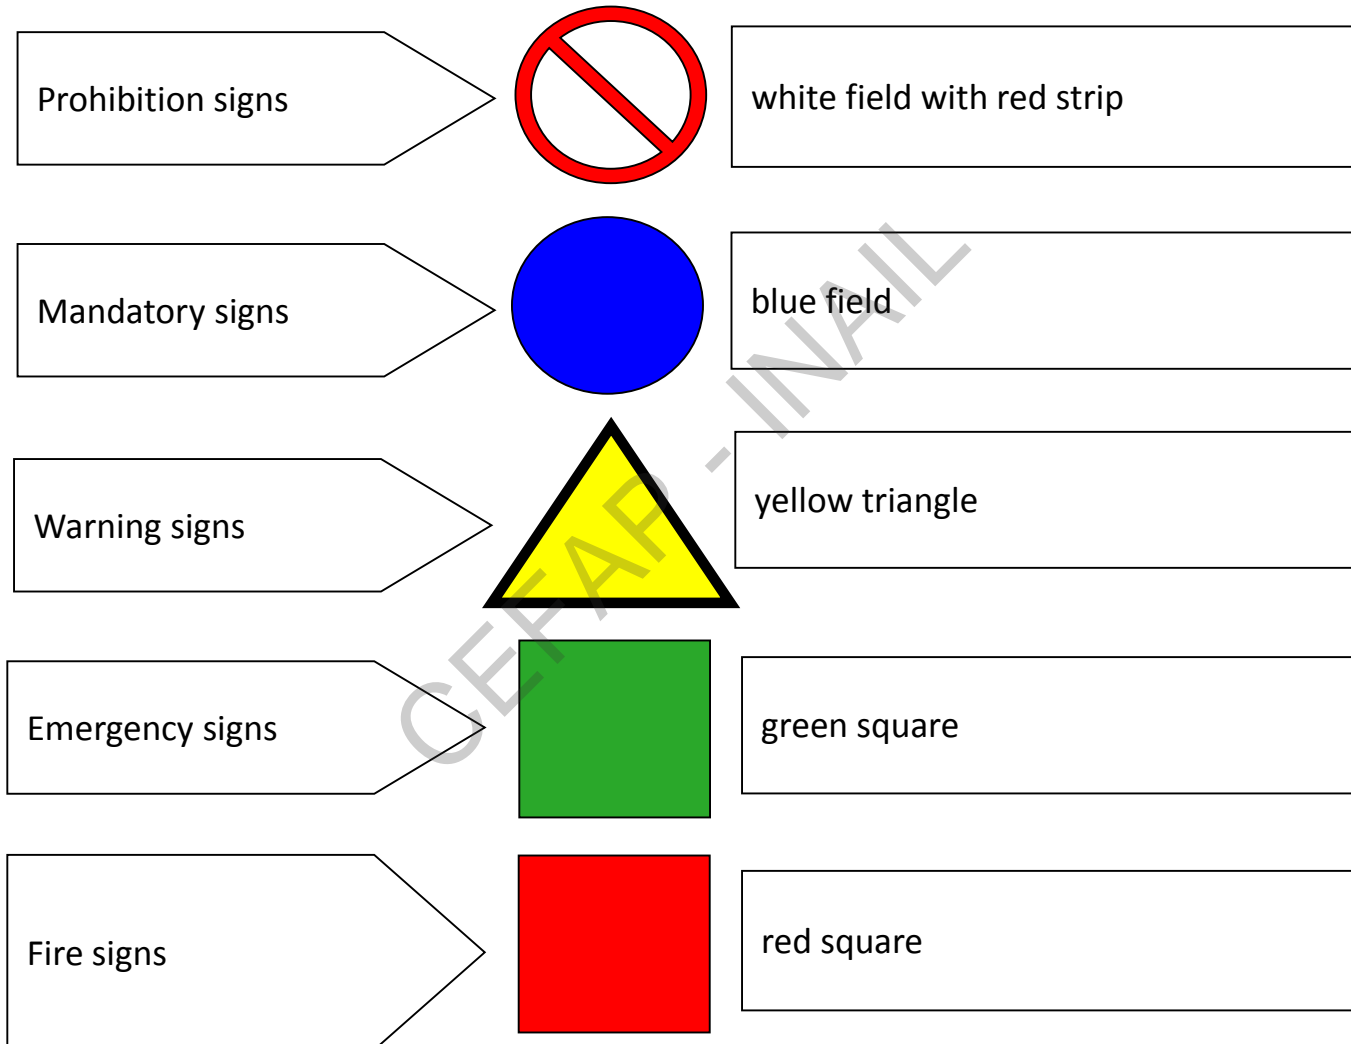 Prohibition signs
white field with red strip
Mandatory signs
blue field
Warning signs
yellow triangle
Emergency signs
green square
Fire signs
red square
CEFAP - INAIL